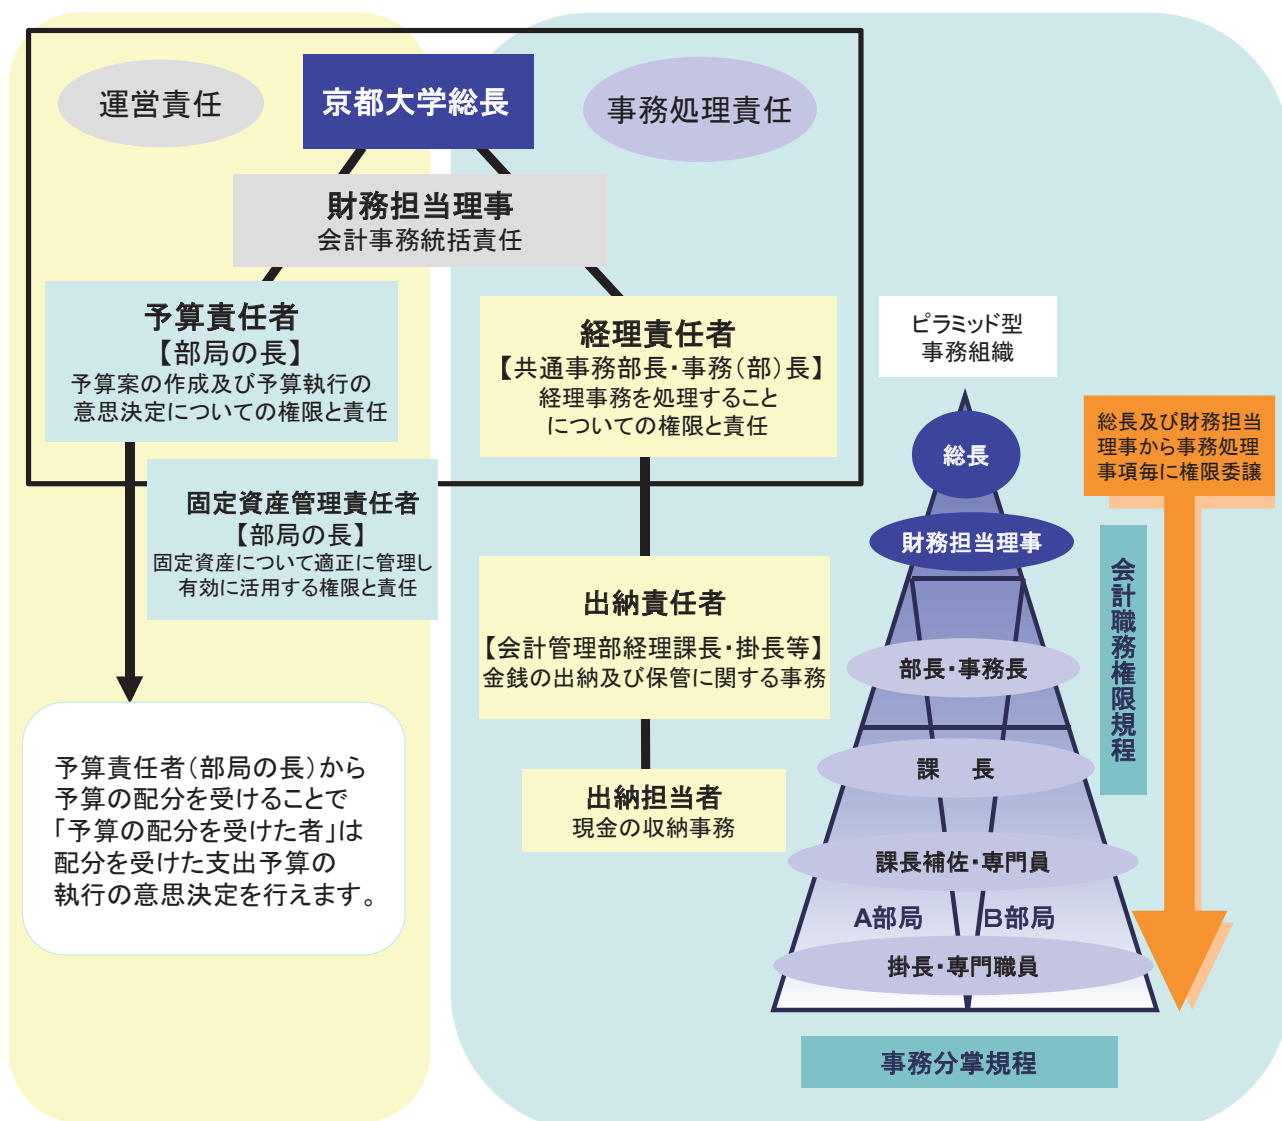 運営責任
京都大学総長
事務処理責任
財務担当理事
会計事務統括責任
予算責任者
【部局の長】
予算案の作成及び予算執行の
意思決定についての権限と責任
経理責任者
【共通事務部長・事務(部)長】
経理事務を処理すること
についての権限と責任
固定資産管理責任者
【部局の長】
固定資産について適正に管理し
有効に活用する権限と責任
出納責任者
【会計管理部経理課長・掛長等】
金銭の出納及び保管に関する事務
出納担当者
現金の収納事務
予算責任者(部局の長)から
予算の配分を受けることで
「予算の配分を受けた者」は
配分を受けた支出予算の
執行の意思決定を行えます。
ピラミッド型
事務組織
総長
財務担当理事
部長・事務長
課 長
課長補佐・専門員
A部局 B部局
掛長・専門職員
総長及び財務担当
理事から事務処理
事項毎に権限委譲
会計職務権限規程
事務分掌規程